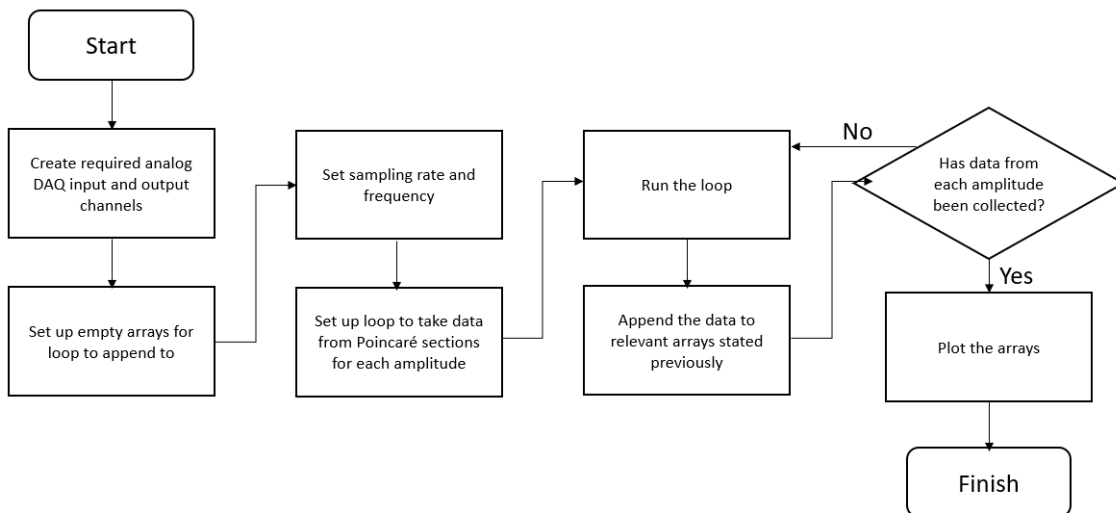 Start
Create required analog
DAQ input and output
channels
Set up empty arrays for
loop to append to
Set sampling rate and
frequency
Set up loop to take data
from Poincaré sections
for each amplitude
Run the loop
Append the data to
relevant arrays stated
previously
No
Has data from
each amplitude
been collected?
Yes
Plot the arrays
Finish